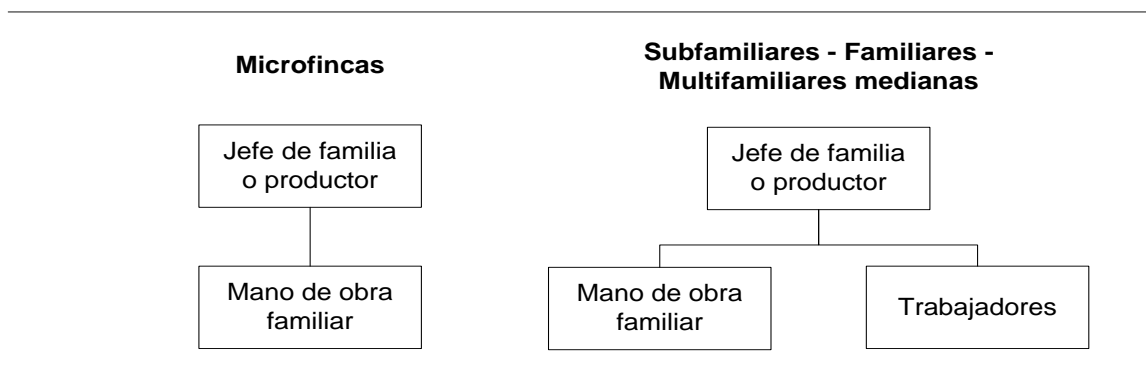 Microfincas
Jefe de familia
o productor
Mano de obra
familiar
Subfamiliares - Familiares -
Multifamiliares medianas
Jefe de familia
o productor
Mano de obra
familiar
Trabajadores